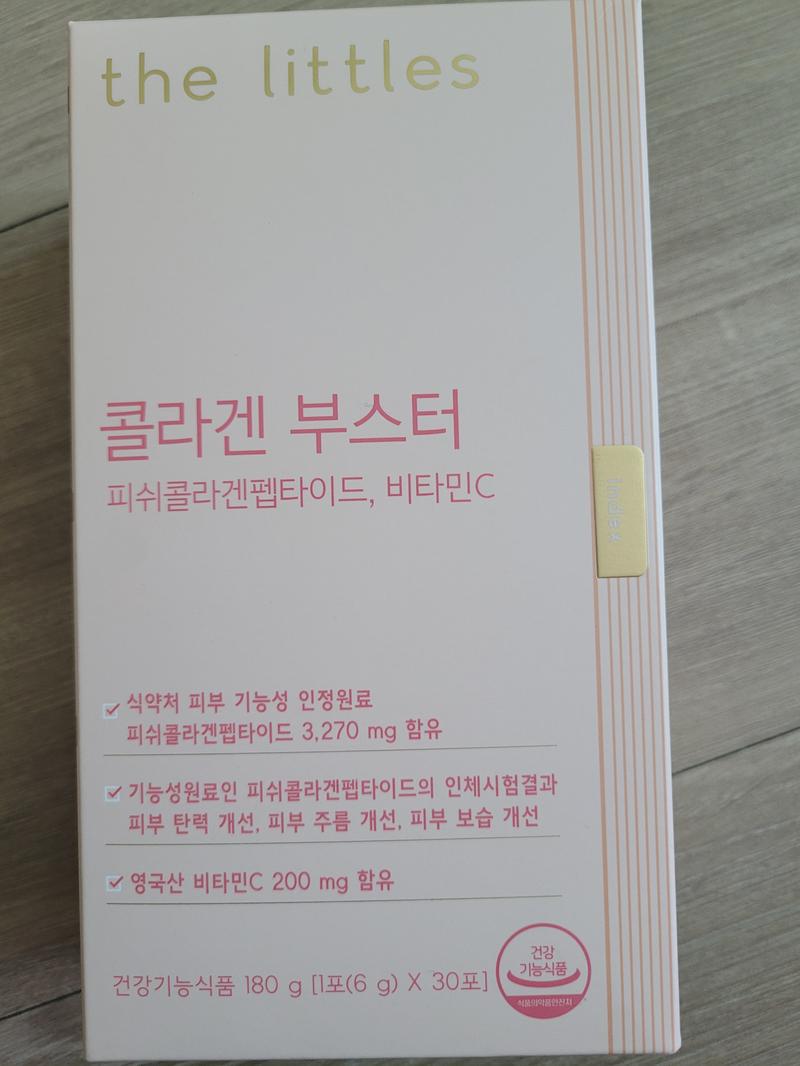 the littles
콜라겐 부스터
피쉬콜라겐펩타이드, 비타민C
index
식약처 피부 기능성 인정원료
피쉬콜라겐펩타이드 3,270 mg 함유
기능성원료인 피쉬콜라겐펩타이드의 인체시험결과
피부 탄력 개선, 피부 주름 개선, 피부 보습 개선
영국산 비타민C 200 mg 함유
건강기능식품 180 g [1포(6 g) X 30포]
건강
기능식품
식품의약품안전처